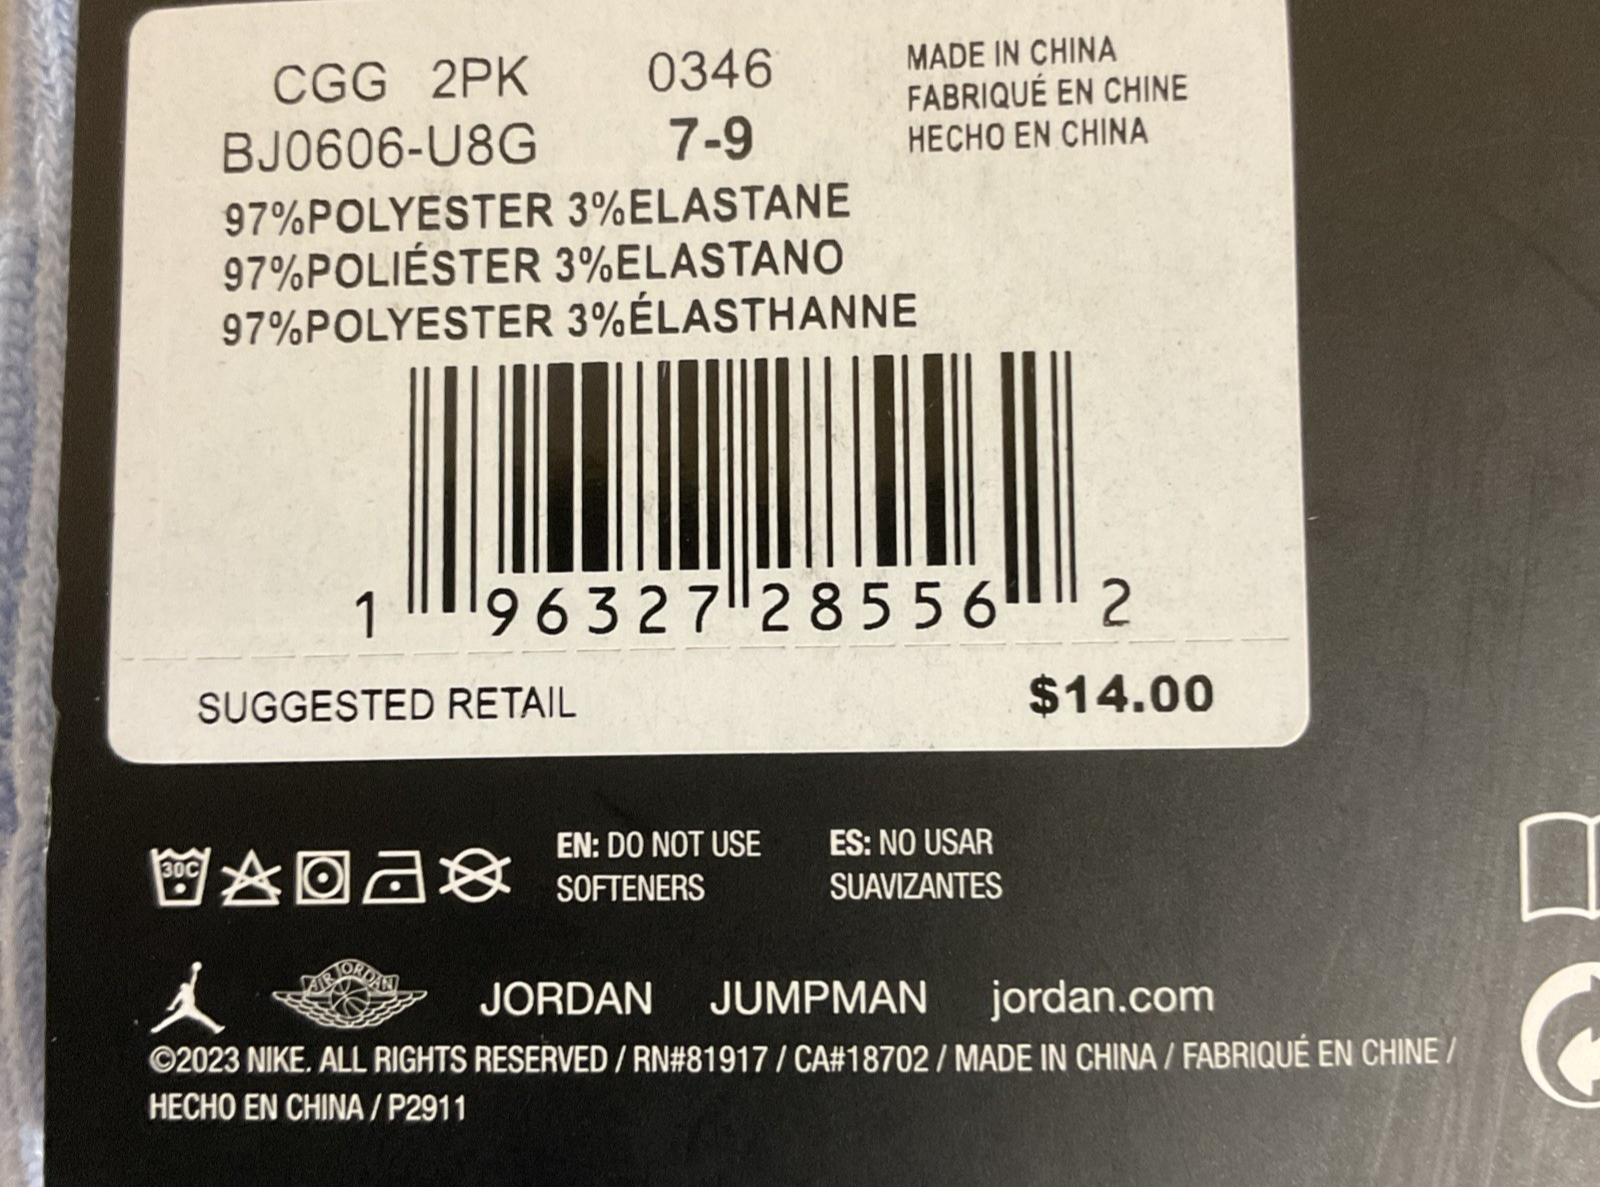 CGG 2PK 0346
BJ0606-U8G 7-9
MADE IN CHINA
FABRIQUÉ EN CHINE
HECHO EN CHINA
97%POLYESTER 3%ELASTANE
97%POLIÉSTER 3%ELASTANO
97%POLYESTER 3%ÉLASTHANNE
1 96327 28556 2
SUGGESTED RETAIL $14.00
30C
EN: DO NOT USE
SOFTENERS
ES: NO USAR
SUAVIZANTES
AIR JORDAN
JORDAN JUMPMAN jordan.com
©2023 NIKE. ALL RIGHTS RESERVED / RN#81917 / CA#18702 / MADE IN CHINA / FABRIQUÉ EN CHINE /
HECHO EN CHINA / P2911